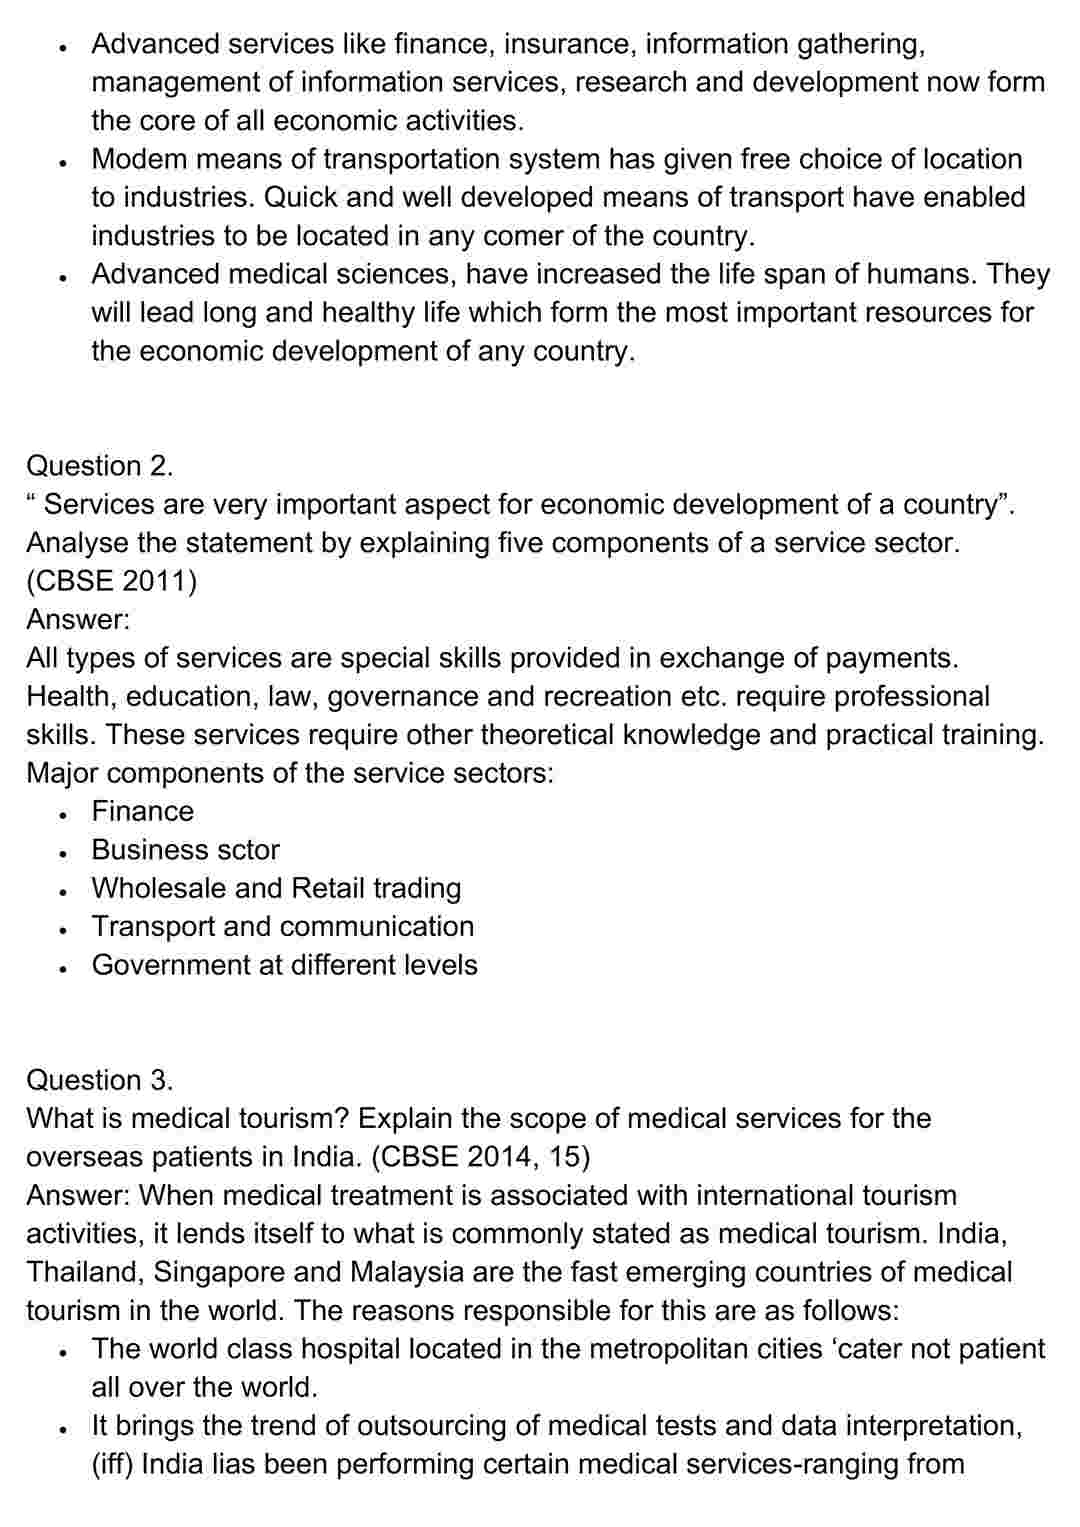 • Advanced services like finance, insurance, information gathering,
management of information services, research and development now form
the core of all economic activities.
• Modem means of transportation system has given free choice of location
to industries. Quick and well developed means of transport have enabled
industries to be located in any comer of the country.
• Advanced medical sciences, have increased the life span of humans. They
will lead long and healthy life which form the most important resources for
the economic development of any country.
Question 2.
“ Services are very important aspect for economic development of a country”.
Analyse the statement by explaining five components of a service sector.
(CBSE 2011)
Answer:
All types of services are special skills provided in exchange of payments.
Health, education, law, governance and recreation etc. require professional
skills. These services require other theoretical knowledge and practical training.
Major components of the service sectors:
• Finance
• Business sctor
• Wholesale and Retail trading
• Transport and communication
• Government at different levels
Question 3.
What is medical tourism? Explain the scope of medical services for the
overseas patients in India. (CBSE 2014, 15)
Answer: When medical treatment is associated with international tourism
activities, it lends itself to what is commonly stated as medical tourism. India,
Thailand, Singapore and Malaysia are the fast emerging countries of medical
tourism in the world. The reasons responsible for this are as follows:
• The world class hospital located in the metropolitan cities ‘cater not patient
all over the world.
• It brings the trend of outsourcing of medical tests and data interpretation,
(iff) India lias been performing certain medical services-ranging from